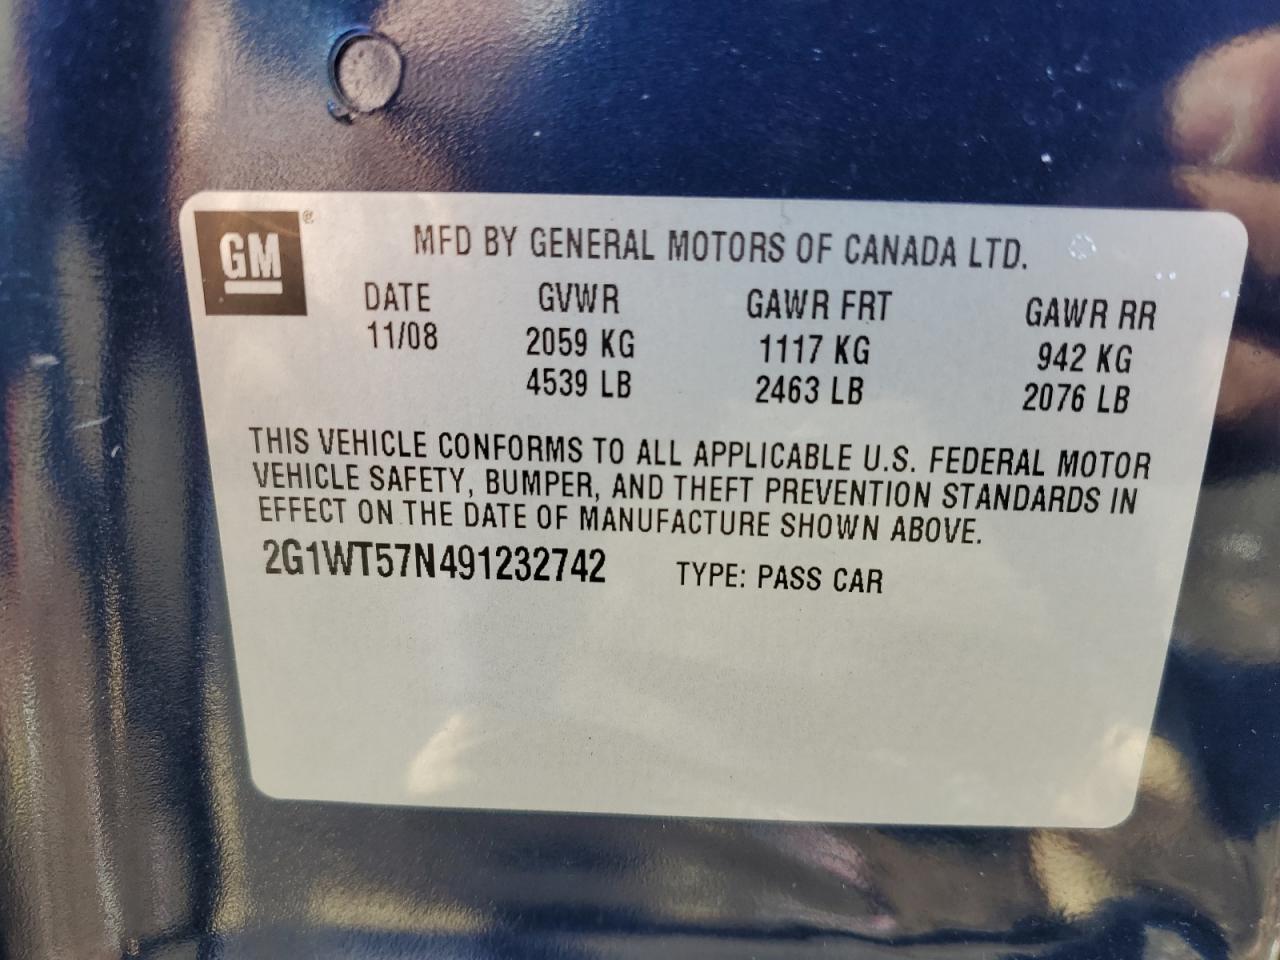 GM ®
MFD BY GENERAL MOTORS OF CANADA LTD.
DATE GVWR GAWR FRT GAWR RR
11/08 2059 KG 1117 KG 942 KG
4539 LB 2463 LB 2076 LB
THIS VEHICLE CONFORMS TO ALL APPLICABLE U.S. FEDERAL MOTOR
VEHICLE SAFETY, BUMPER, AND THEFT PREVENTION STANDARDS IN
EFFECT ON THE DATE OF MANUFACTURE SHOWN ABOVE.
2G1WT57N491232742 TYPE: PASS CAR